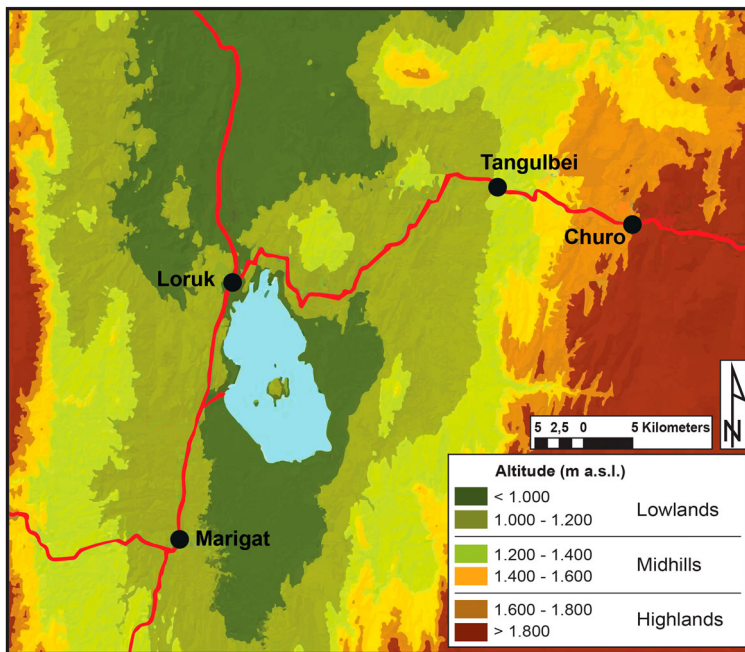 Tangulbei
Churo
Loruk
Marigat
N
5 2,5 0 5 Kilometers
Altitude (m a.s.l.)
< 1.000
1.000 - 1.200
Lowlands
1.200 - 1.400
1.400 - 1.600
Midhills
1.600 - 1.800
> 1.800
Highlands